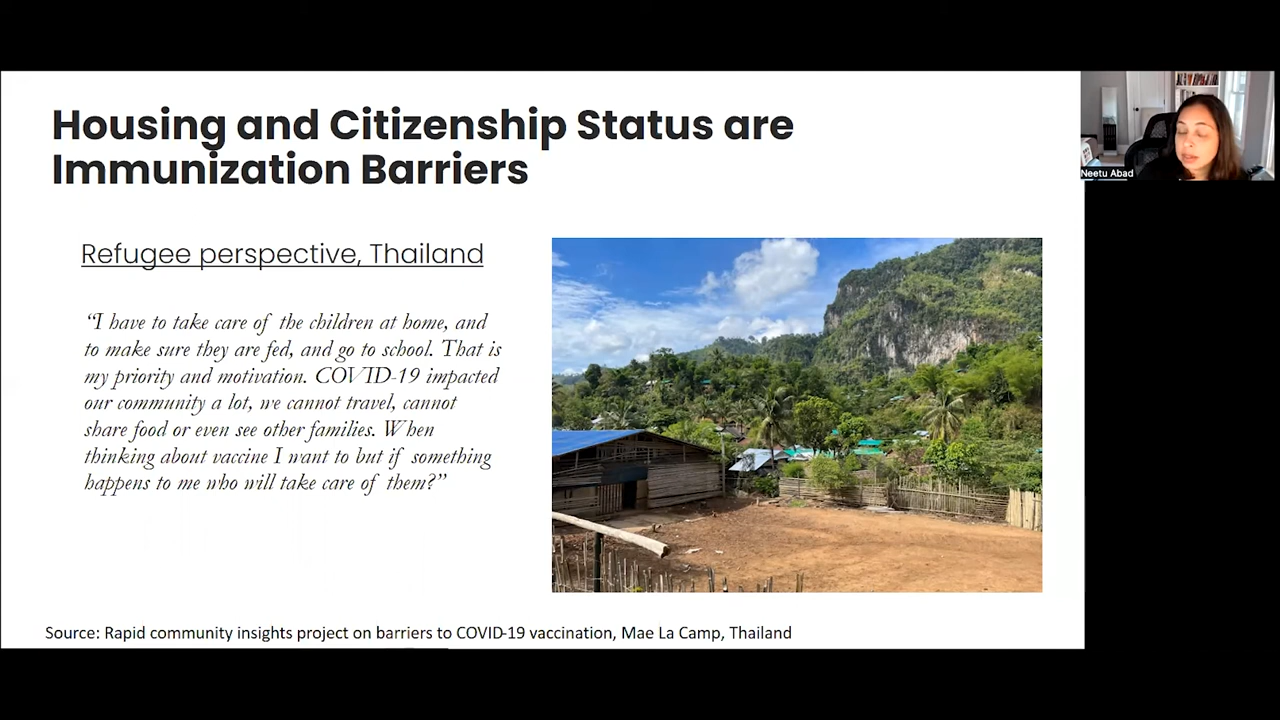 Housing and Citizenship Status are
Immunization Barriers
Refugee perspective, Thailand
“I have to take care of the children at home, and
to make sure they are fed, and go to school. That is
my priority and motivation. COVID-19 impacted
our community a lot, we cannot travel, cannot
share food or even see other families. When
thinking about vaccine I want to but if something
happens to me who will take care of them?”
Source: Rapid community insights project on barriers to COVID-19 vaccination, Mae La Camp, Thailand
Neetu Abad